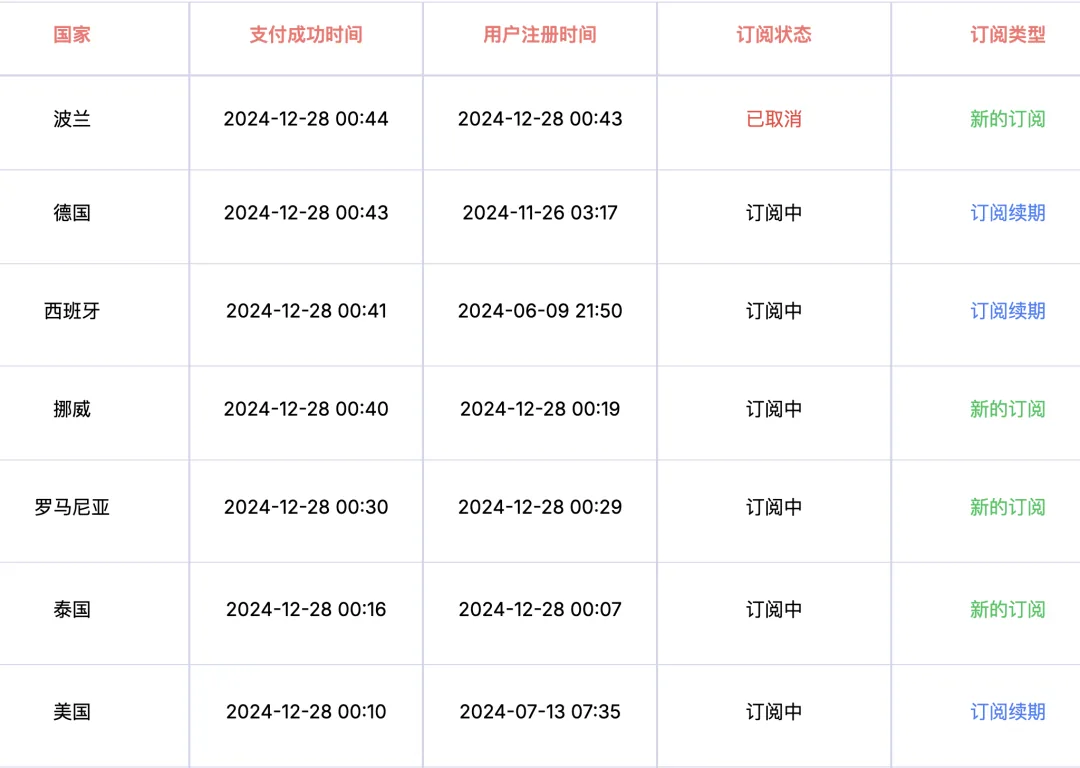 国家 支付成功时间 用户注册时间 订阅状态 订阅类型
波兰 2024-12-28 00:44 2024-12-28 00:43 已取消 新的订阅
德国 2024-12-28 00:43 2024-11-26 03:17 订阅中 订阅续期
西班牙 2024-12-28 00:41 2024-06-09 21:50 订阅中 订阅续期
挪威 2024-12-28 00:40 2024-12-28 00:19 订阅中 新的订阅
罗马尼亚 2024-12-28 00:30 2024-12-28 00:29 订阅中 新的订阅
泰国 2024-12-28 00:16 2024-12-28 00:07 订阅中 新的订阅
美国 2024-12-28 00:10 2024-07-13 07:35 订阅中 订阅续期